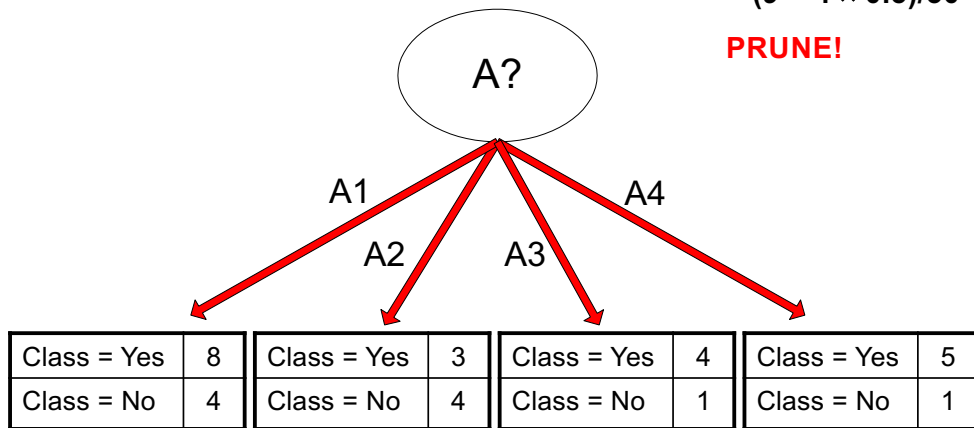 PRUNE!
A?
A1
A4
A2
A3
Class = Yes 8
Class = No 4
Class = Yes 3
Class = No 4
Class = Yes 4
Class = No 1
Class = Yes 5
Class = No 1